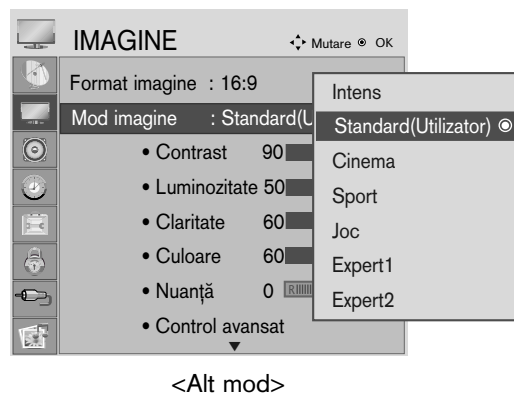 IMAGINE
Mutare OK
Format imagine : 16:9
Mod imagine : Standard(U
• Contrast 90
• Luminozitate 50
• Claritate 60
• Culoare 60
• Nuanță 0 R
• Control avansat
Intens
Standard(Utilizator)
Cinema
Sport
Joc
Expert1
Expert2
<Alt mod>